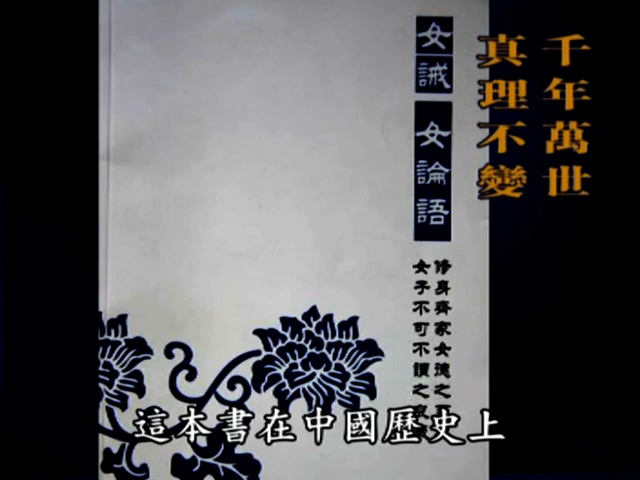 千年萬世
真理不變
女誡
女論語
修身齊家女德之
女子不可不讀之
這本書在中國歷史上